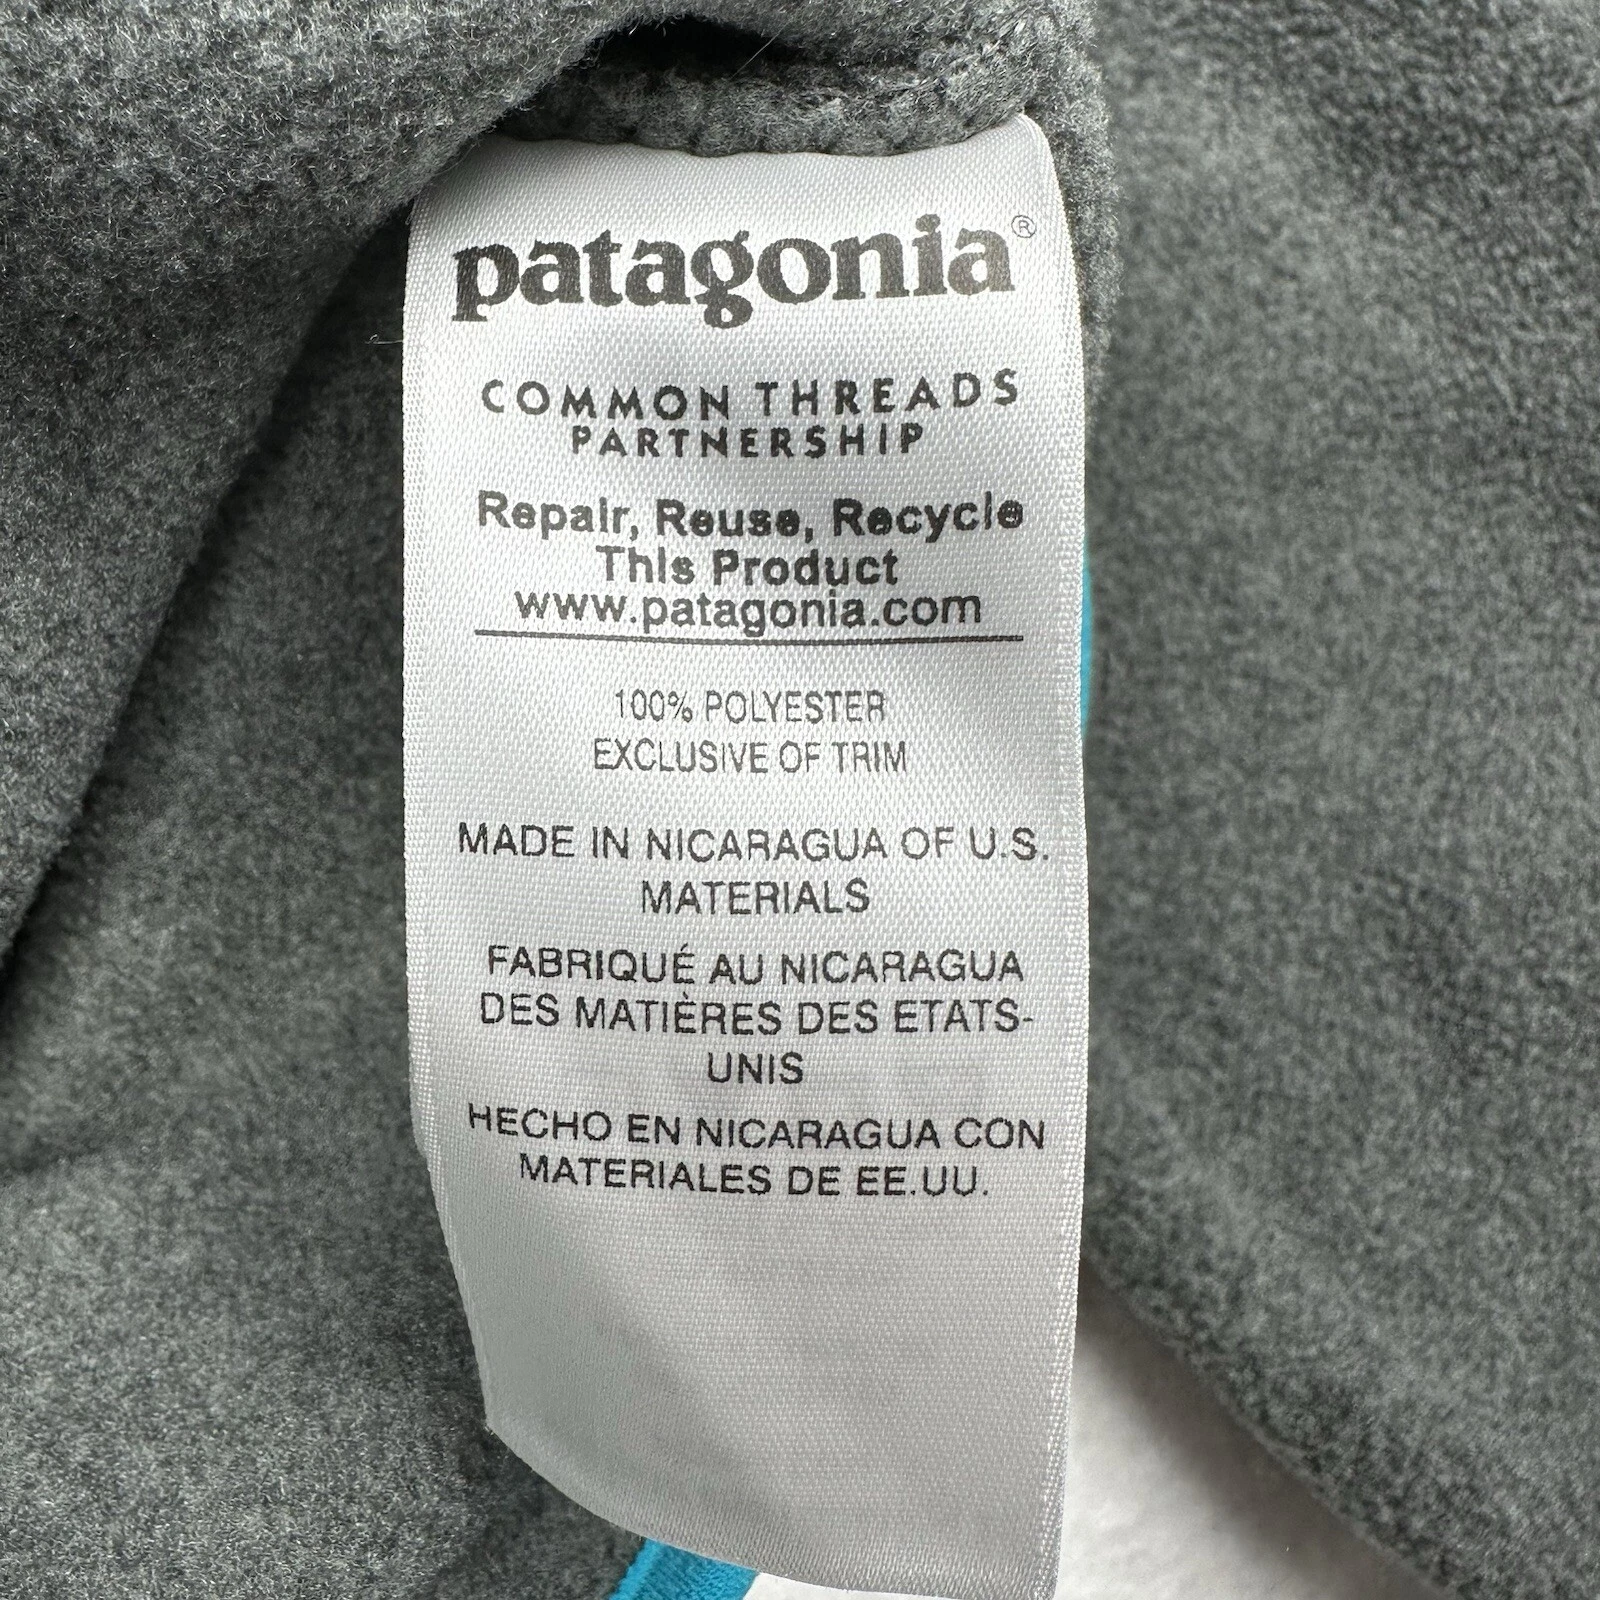 patagonia®
COMMON THREADS
PARTNERSHIP
Repair, Reuse, Recycle
This Product
www.patagonia.com
100% POLYESTER
EXCLUSIVE OF TRIM
MADE IN NICARAGUA OF U.S.
MATERIALS
FABRIQUÉ AU NICARAGUA
DES MATIÈRES DES ETATS-
UNIS
HECHO EN NICARAGUA CON
MATERIALES DE EE.UU.